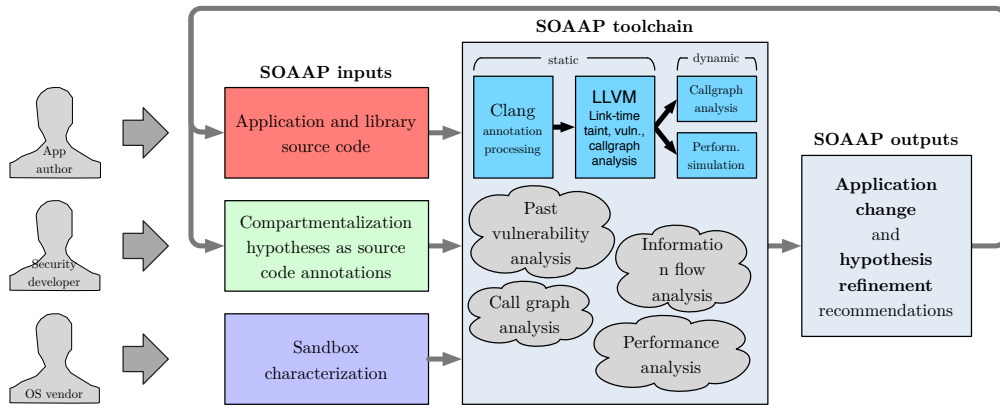 SOAAP toolchain
static
dynamic
SOAAP inputs
App
author
Application and library
source code
Clang
annotation
processing
LLVM
Link-time
taint, vuln.,
callgraph
analysis
Callgraph
analysis
Perform.
simulation
SOAAP outputs
Security
developer
Compartmentalization
hypotheses as source
code annotations
Past
vulnerability
analysis
Informatio
n flow
analysis
Call graph
analysis
Performance
analysis
Application
change
and
hypothesis
refinement
recommendations
OS vendor
Sandbox
characterization